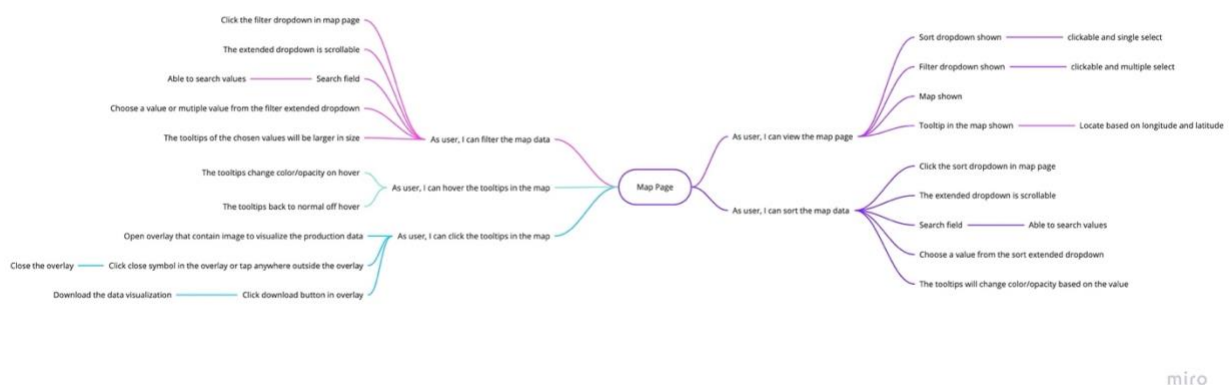 Click the filter dropdown in map page
The extended dropdown is scrollable
Able to search values
Search field
Choose a value or mutiple value from the filter extended dropdown
The tooltips of the chosen values will be larger in size
As user, I can filter the map data
The tooltips change color/opacity on hover
The tooltips back to normal off hover
As user, I can hover the tooltips in the map
Open overlay that contain image to visualize the production data
As user, I can click the tooltips in the map
Close the overlay
Click close symbol in the overlay or tap anywhere outside the overlay
Download the data visualization
Click download button in overlay
Map Page
As user, I can view the map page
Sort dropdown shown
clickable and single select
Filter dropdown shown
clickable and multiple select
Map shown
Tooltip in the map shown
Locate based on longitude and latitude
As user, I can sort the map data
Click the sort dropdown in map page
The extended dropdown is scrollable
Search field
Able to search values
Choose a value from the sort extended dropdown
The tooltips will change color/opacity based on the value
miro